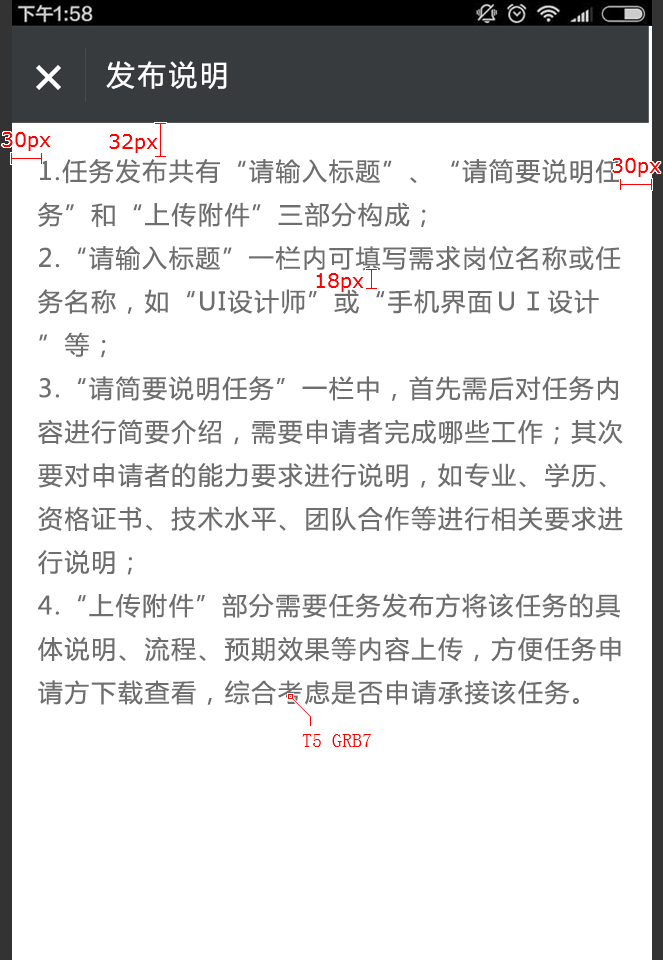 下午1:58
发布说明
30px
32px
30px
1.任务发布共有“请输入标题”、“请简要说明任
务”和“上传附件”三部分构成；
2.“请输入标题”一栏内可填写需求岗位名称或任
18px
务名称，如“UI设计师”或“手机界面ＵＩ设计
”等；
3.“请简要说明任务”一栏中，首先需后对任务内
容进行简要介绍，需要申请者完成哪些工作；其次
要对申请者的能力要求进行说明，如专业、学历、
资格证书、技术水平、团队合作等进行相关要求进
行说明；
4.“上传附件”部分需要任务发布方将该任务的具
体说明、流程、预期效果等内容上传，方便任务申
请方下载查看，综合考虑是否申请承接该任务。
T5 GRB7